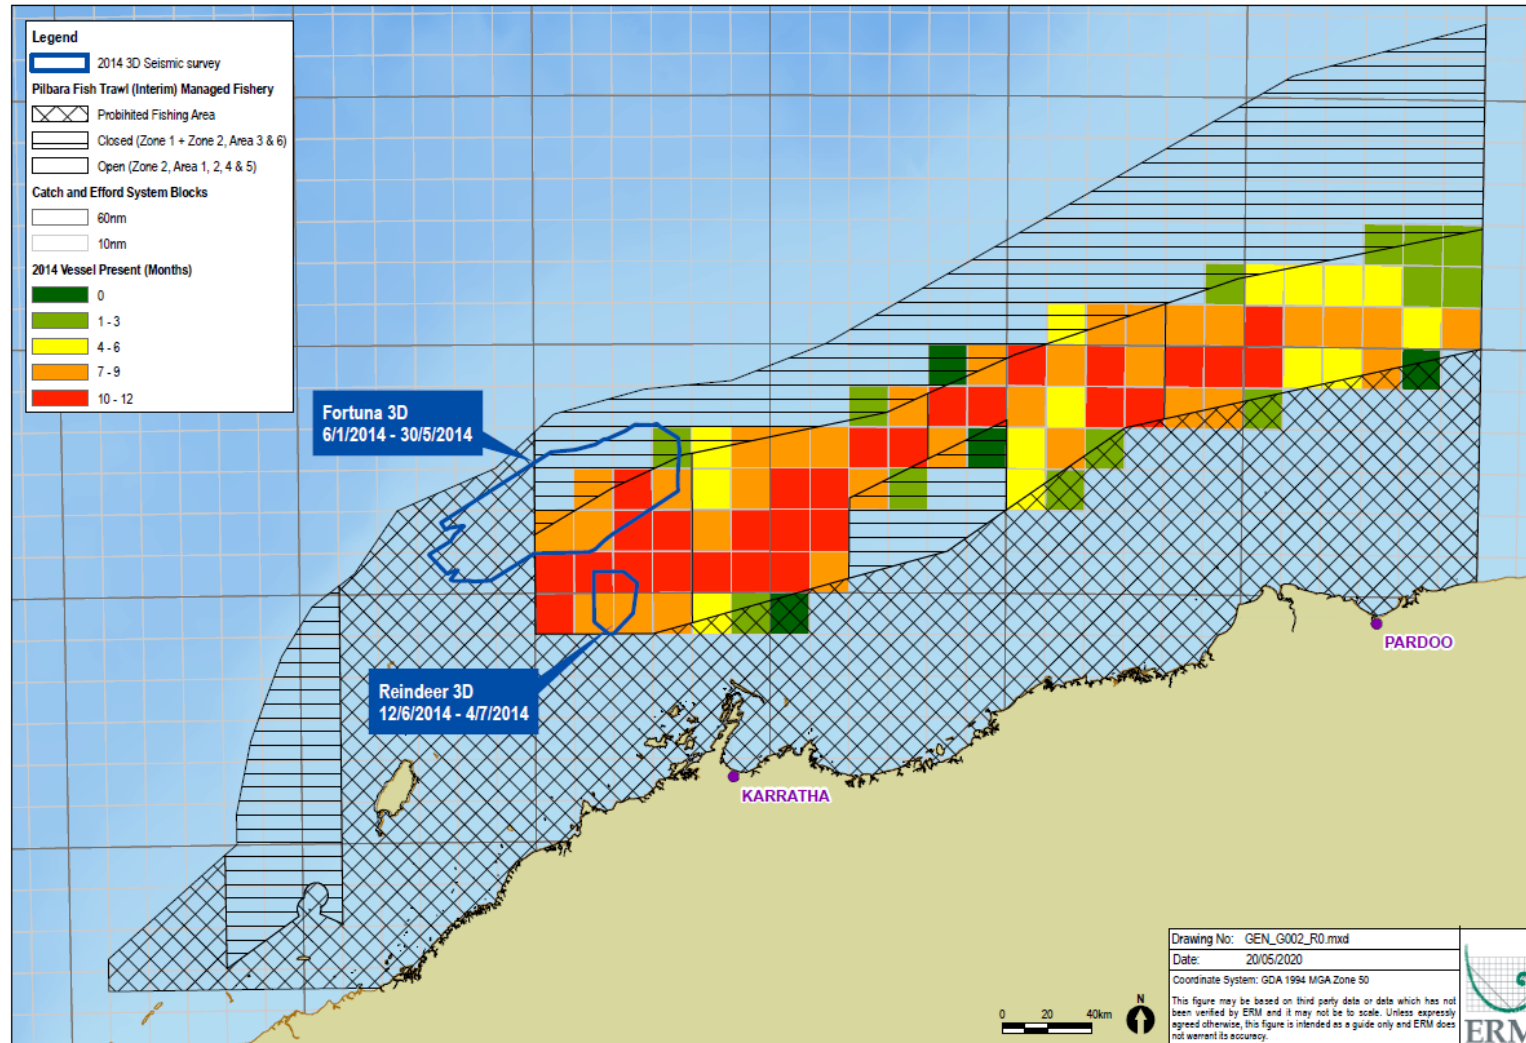 Legend
2014 3D Seismic survey
Pilbara Fish Trawl (Interim) Managed Fishery
Probihited Fishing Area
Closed (Zone 1 + Zone 2, Area 3 & 6)
Open (Zone 2, Area 1, 2, 4 & 5)
Catch and Efford System Blocks
60nm
10nm
2014 Vessel Present (Months)
0
1 - 3
4 - 6
7 - 9
10 - 12
Fortuna 3D
6/1/2014 - 30/5/2014
Reindeer 3D
12/6/2014 - 4/7/2014
PARDOO
KARRATHA
0 20 40km
N
Drawing No: GEN_G002_R0.mxd
Date: 20/05/2020
Coordinate System: GDA 1994 MGA Zone 50
This figure may be based on third party data or data which has not
been verified by ERM and it may not be to scale. Unless expressly
agreed otherwise, this figure is intended as a guide only and ERM does
not warrant its accuracy.
ERM